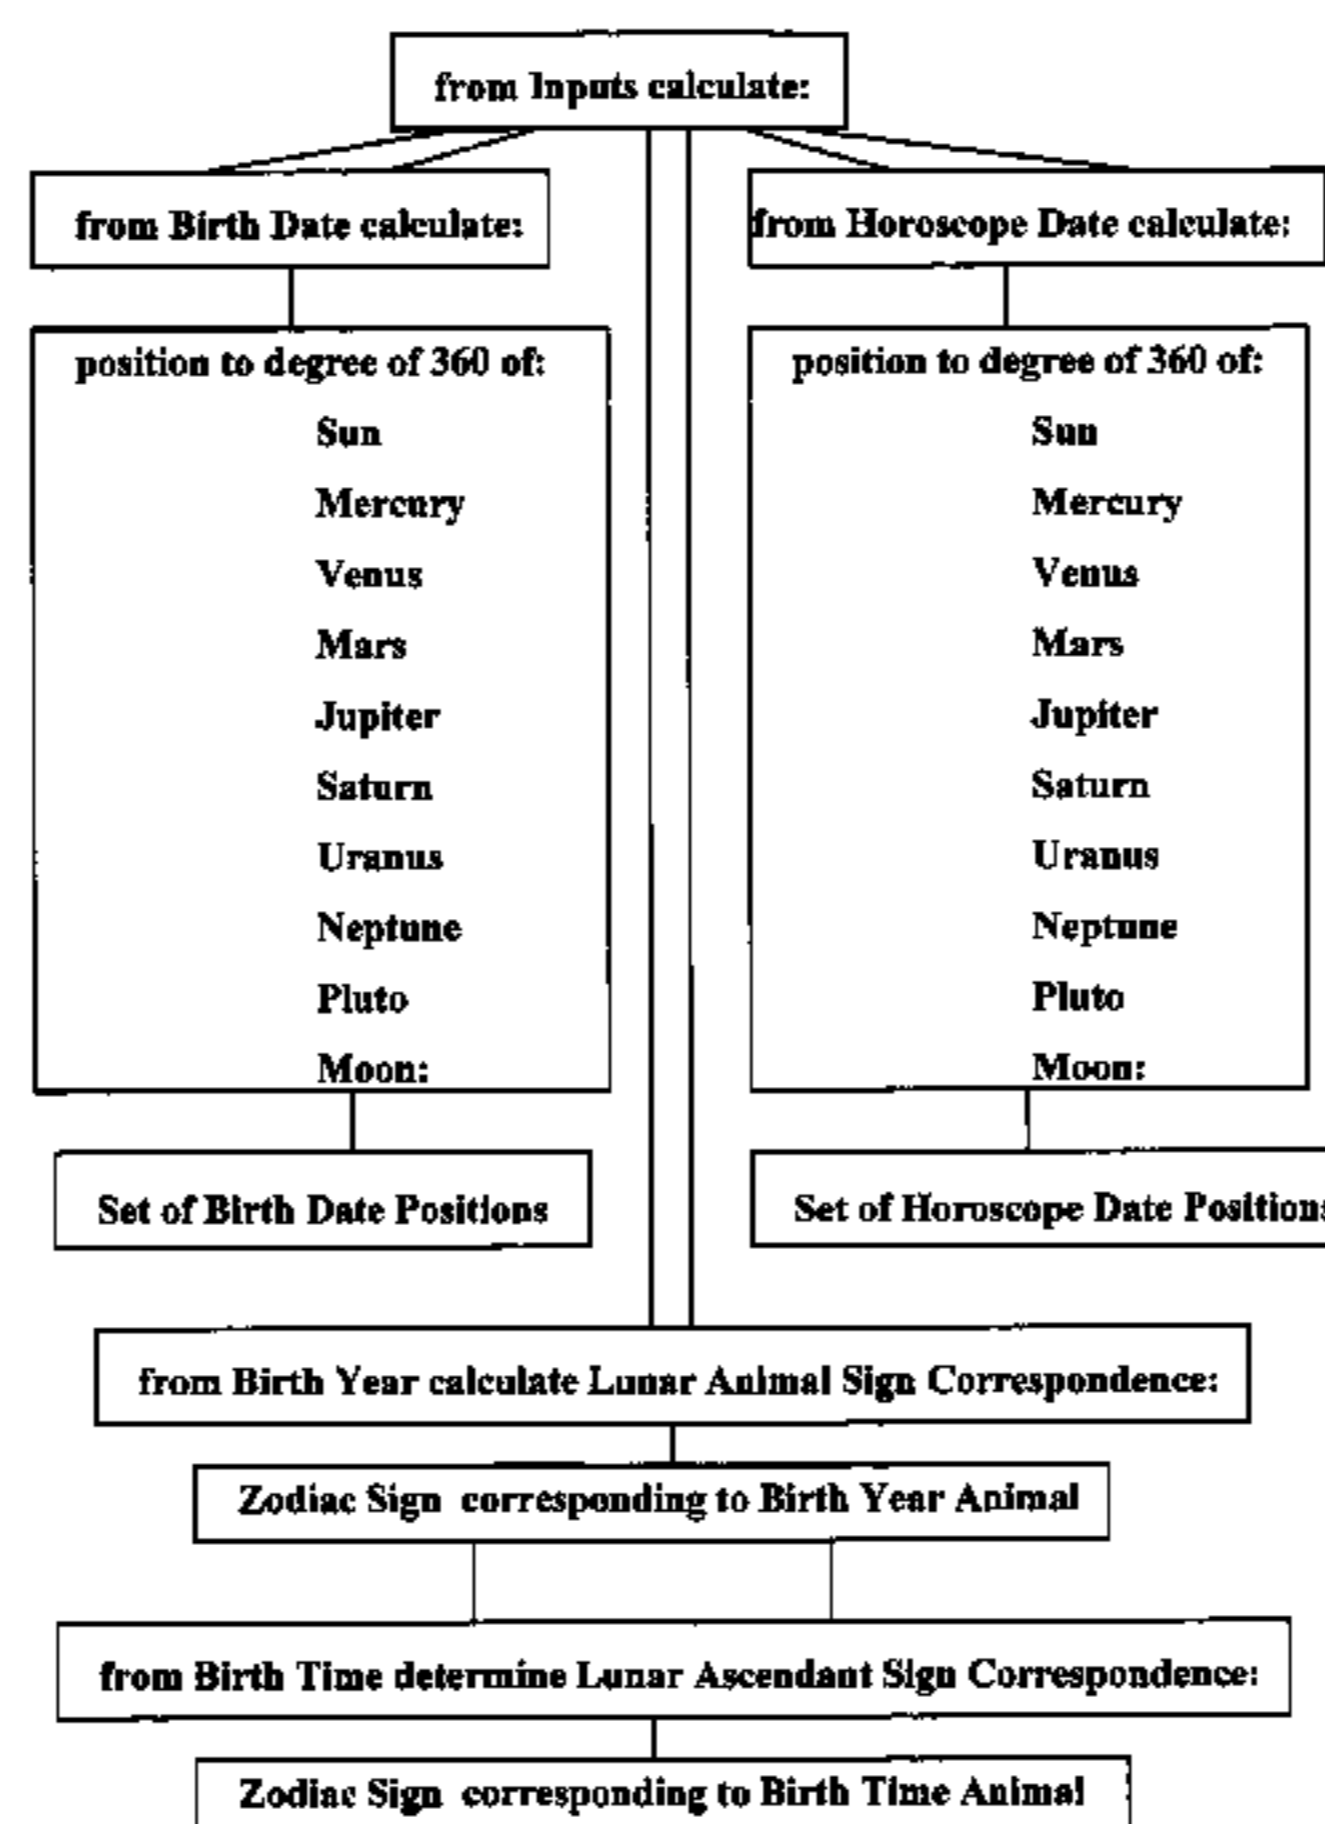 from Inputs calculate:
from Birth Date calculate:
position to degree of 360 of:
Sun
Mercury
Venus
Mars
Jupiter
Saturn
Uranus
Neptune
Pluto
Moon:
Set of Birth Date Positions
from Horoscope Date calculate:
position to degree of 360 of:
Sun
Mercury
Venus
Mars
Jupiter
Saturn
Uranus
Neptune
Pluto
Moon:
Set of Horoscope Date Positions
from Birth Year calculate Lunar Animal Sign Correspondence:
Zodiac Sign corresponding to Birth Year Animal
from Birth Time determine Lunar Ascendant Sign Correspondence:
Zodiac Sign corresponding to Birth Time Animal